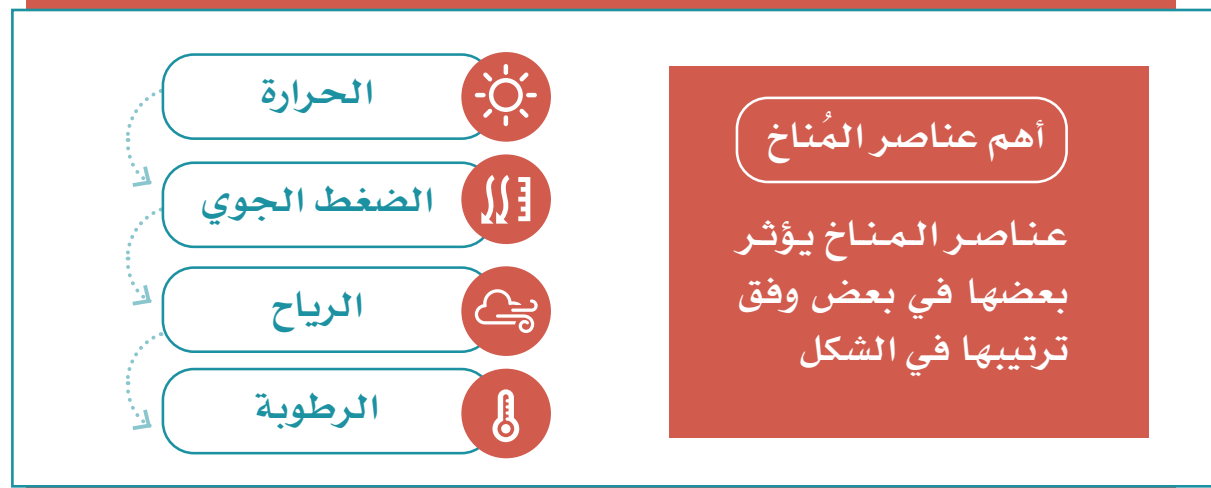 أهم عناصر المُناخ
عناصر المناخ يؤثر
بعضها في بعض وفق
ترتيبها في الشكل
الحرارة
الضغط الجوي
الرياح
الرطوبة